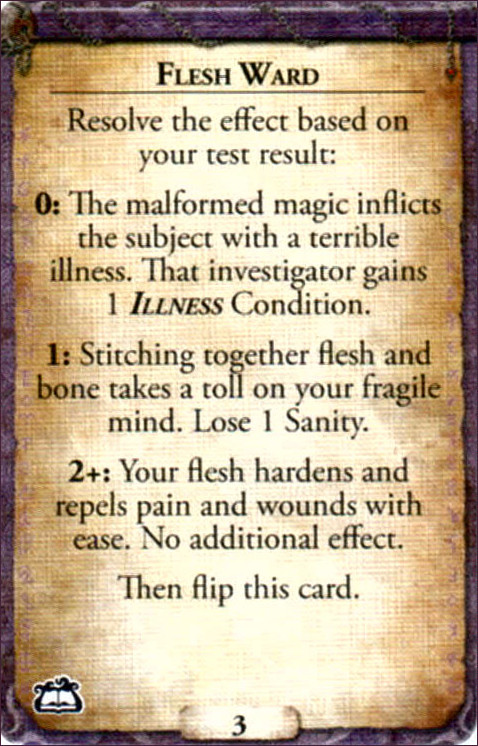 FLESH WARD
Resolve the effect based on
your test result:
0: The malformed magic inflicts
the subject with a terrible
illness. That investigator gains
1 ILLNESS Condition.
1: Stitching together flesh and
bone takes a toll on your fragile
mind. Lose 1 Sanity.
2+: Your flesh hardens and
repels pain and wounds with
ease. No additional effect.
Then flip this card.
3